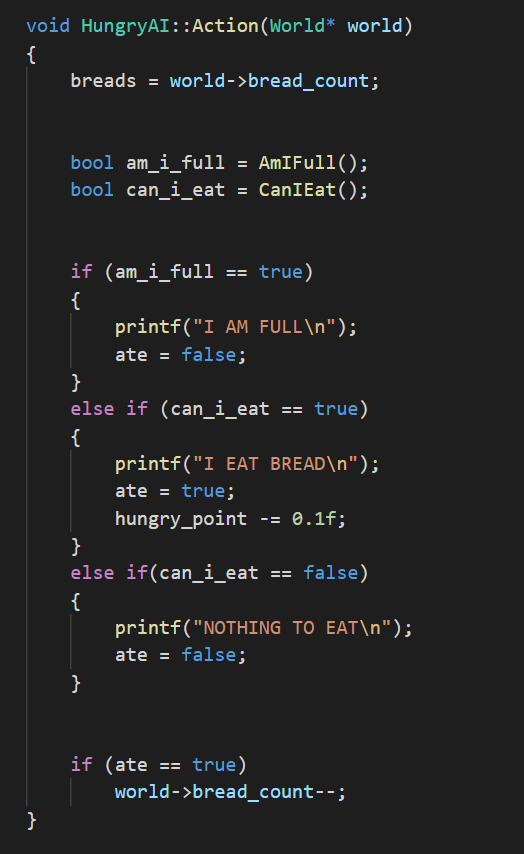 void HungryAI::Action(World* world)
{
    breads = world->bread_count;

    bool am_i_full = AmIFull();
    bool can_i_eat = CanIEat();

    if (am_i_full == true)
    {
        printf("I AM FULL\n");
        ate = false;
    }
    else if (can_i_eat == true)
    {
        printf("I EAT BREAD\n");
        ate = true;
        hungry_point -= 0.1f;
    }
    else if(can_i_eat == false)
    {
        printf("NOTHING TO EAT\n");
        ate = false;
    }

    if (ate == true)
        world->bread_count--;
}